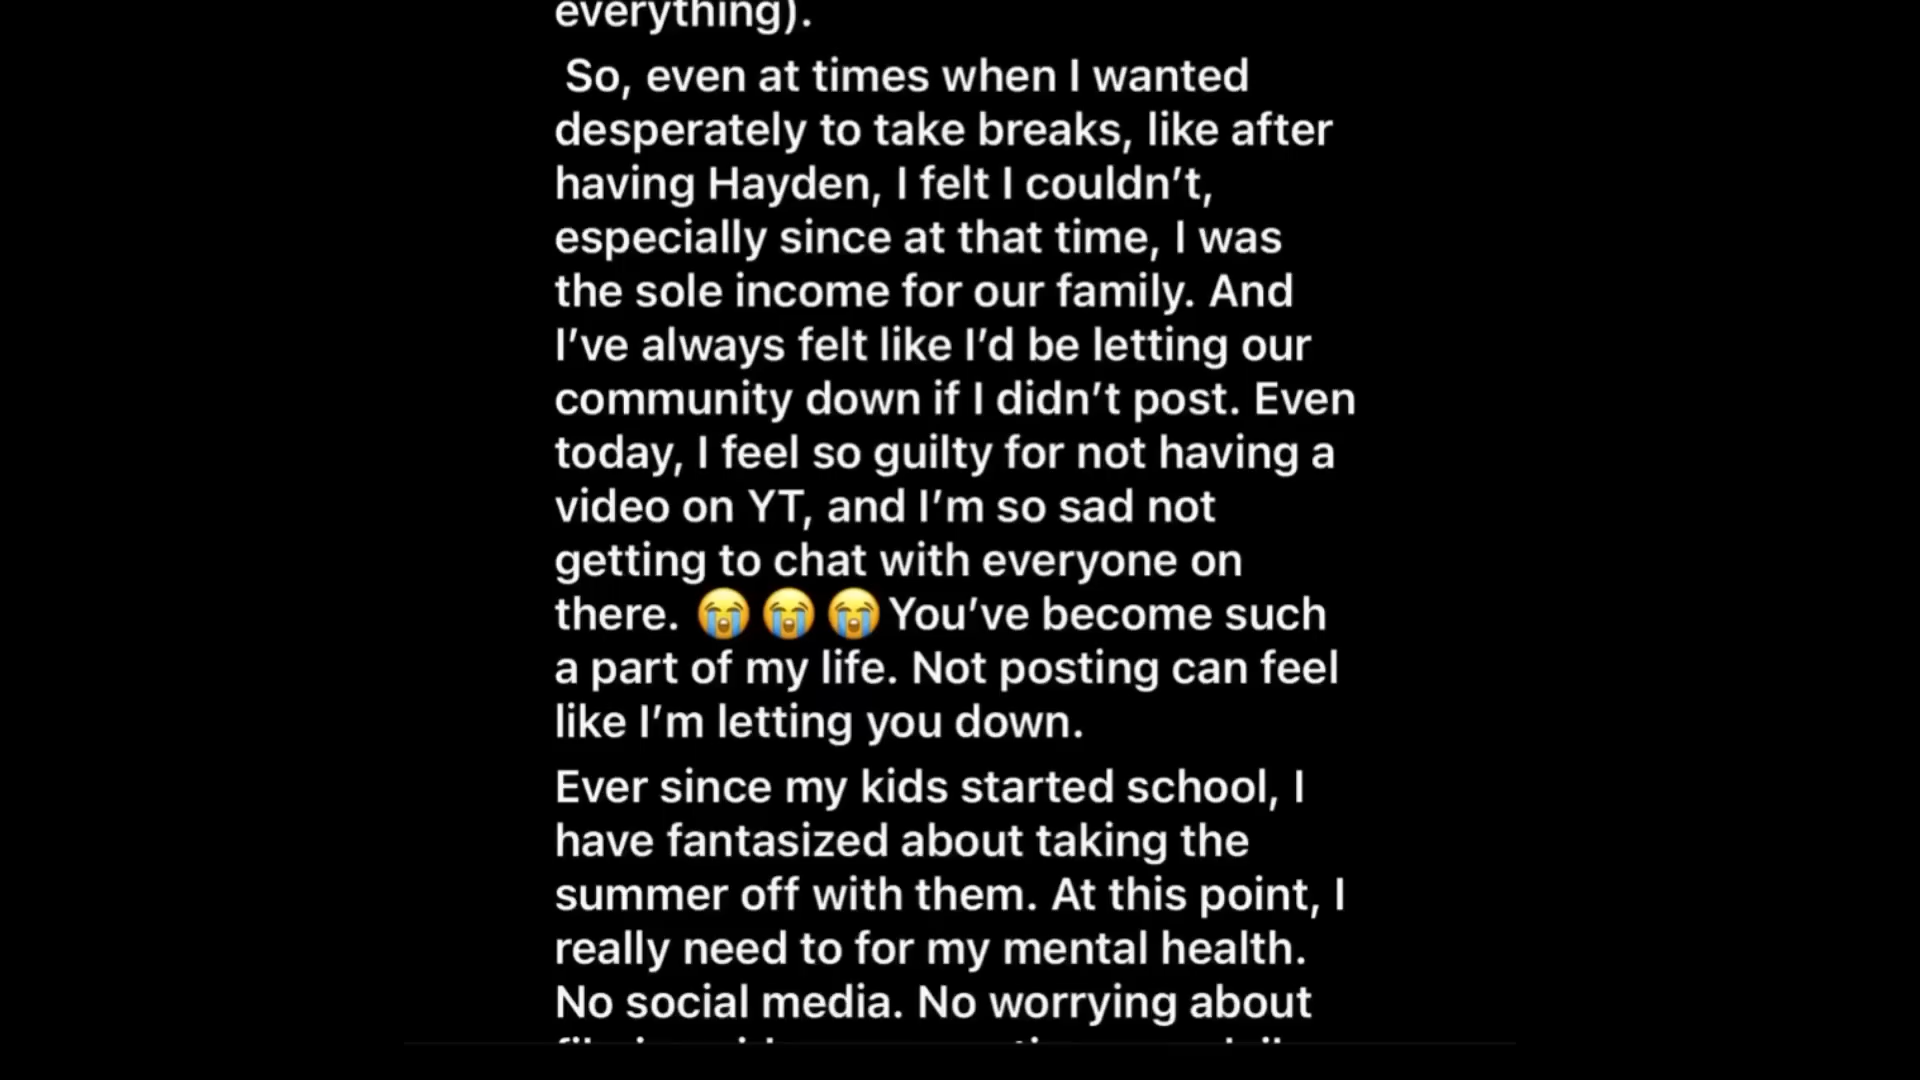 everything).
So, even at times when I wanted
desperately to take breaks, like after
having Hayden, I felt I couldn’t,
especially since at that time, I was
the sole income for our family. And
I’ve always felt like I’d be letting our
community down if I didn’t post. Even
today, I feel so guilty for not having a
video on YT, and I’m so sad not
getting to chat with everyone on
there. 😭😭😭You’ve become such
a part of my life. Not posting can feel
like I’m letting you down.
Ever since my kids started school, I
have fantasized about taking the
summer off with them. At this point, I
really need to for my mental health.
No social media. No worrying about